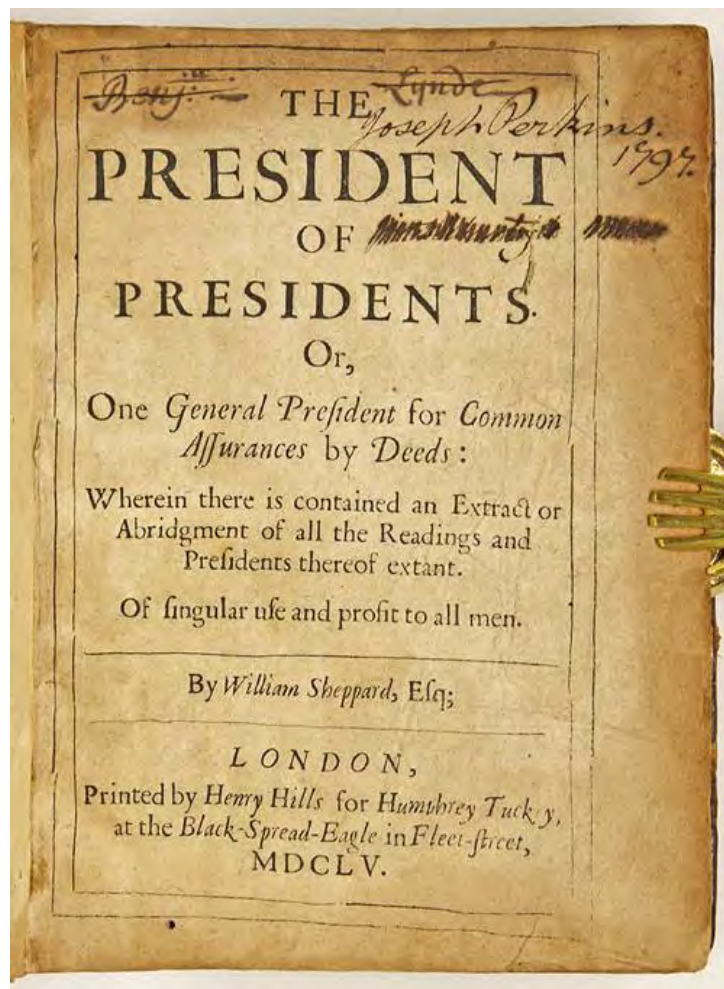 Benj:in Lynde
THE
Joseph Perkins.
1797.
PRESIDENT
OF
PRESIDENTS.
Or,
One General Preſident for Common
Aſſurances by Deeds:
Wherein there is contained an Extract or
Abridgment of all the Readings and
Preſidents thereof extant.
Of ſingular uſe and profit to all men.
By William Sheppard, Eſq;
LONDON,
Printed by Henry Hills for Humphrey Tuck y,
at the Black-Spread-Eagle in Fleet-ſtreet,
MDCLV.